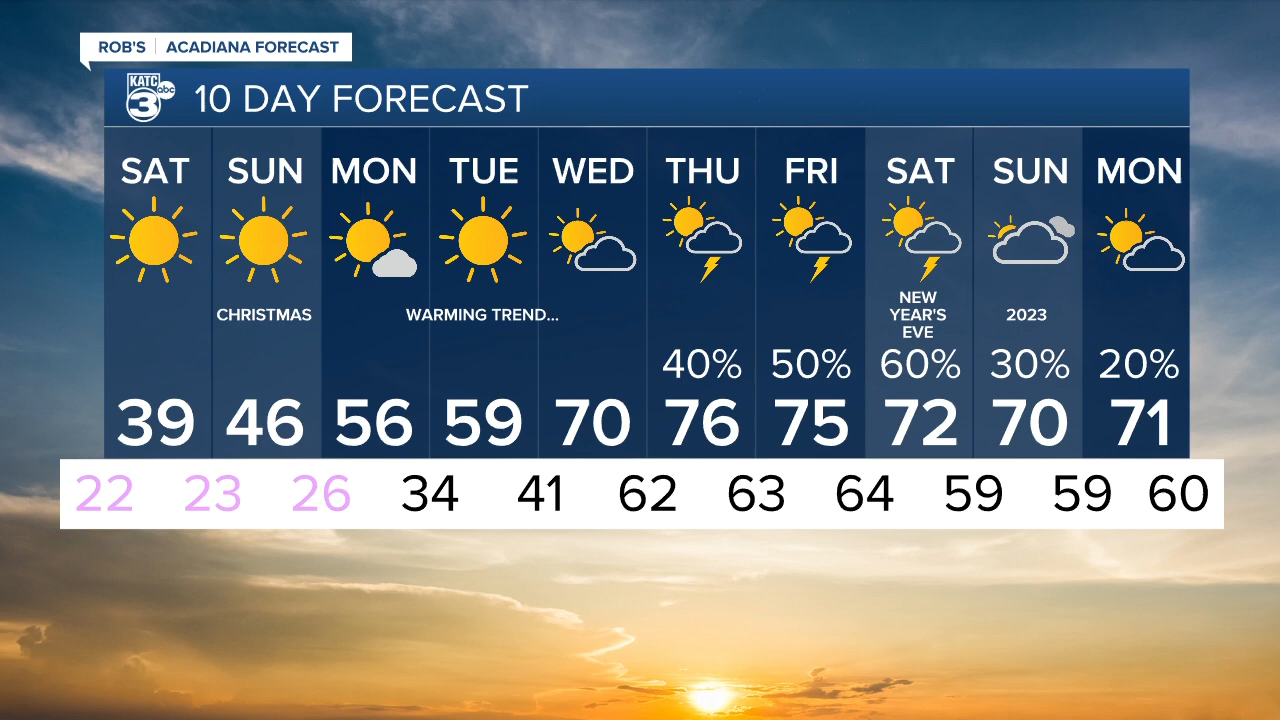 ROB'S | ACADIANA FORECAST
KATC
abc
3
10 DAY FORECAST
SAT SUN MON TUE WED THU FRI SAT SUN MON
CHRISTMAS WARMING TREND... NEW YEAR'S EVE 2023
40% 50% 60% 30% 20%
39 46 56 59 70 76 75 72 70 71
22 23 26 34 41 62 63 64 59 59 60